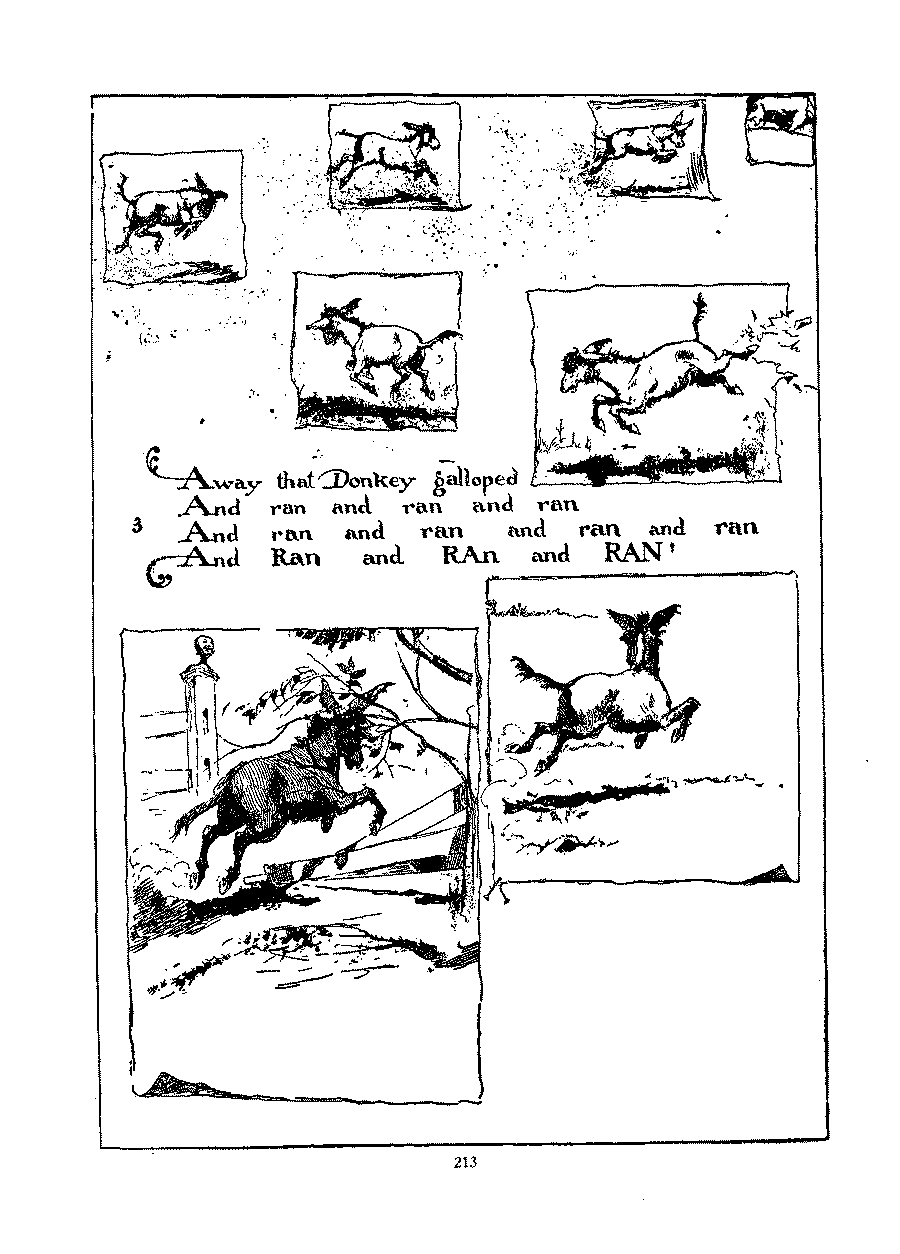 Away that Donkey galloped
And ran and ran and ran
3
And ran and ran and ran and ran
And Ran and RAn and RAN!
213